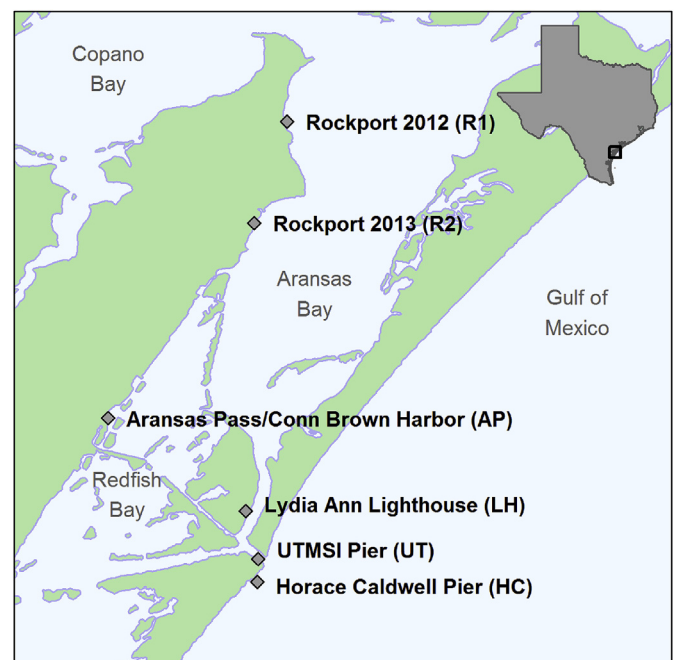 Copano
Bay
Rockport 2012 (R1)
Rockport 2013 (R2)
Aransas
Bay
Gulf of
Mexico
Aransas Pass/Conn Brown Harbor (AP)
Redfish
Bay
Lydia Ann Lighthouse (LH)
UTMSI Pier (UT)
Horace Caldwell Pier (HC)